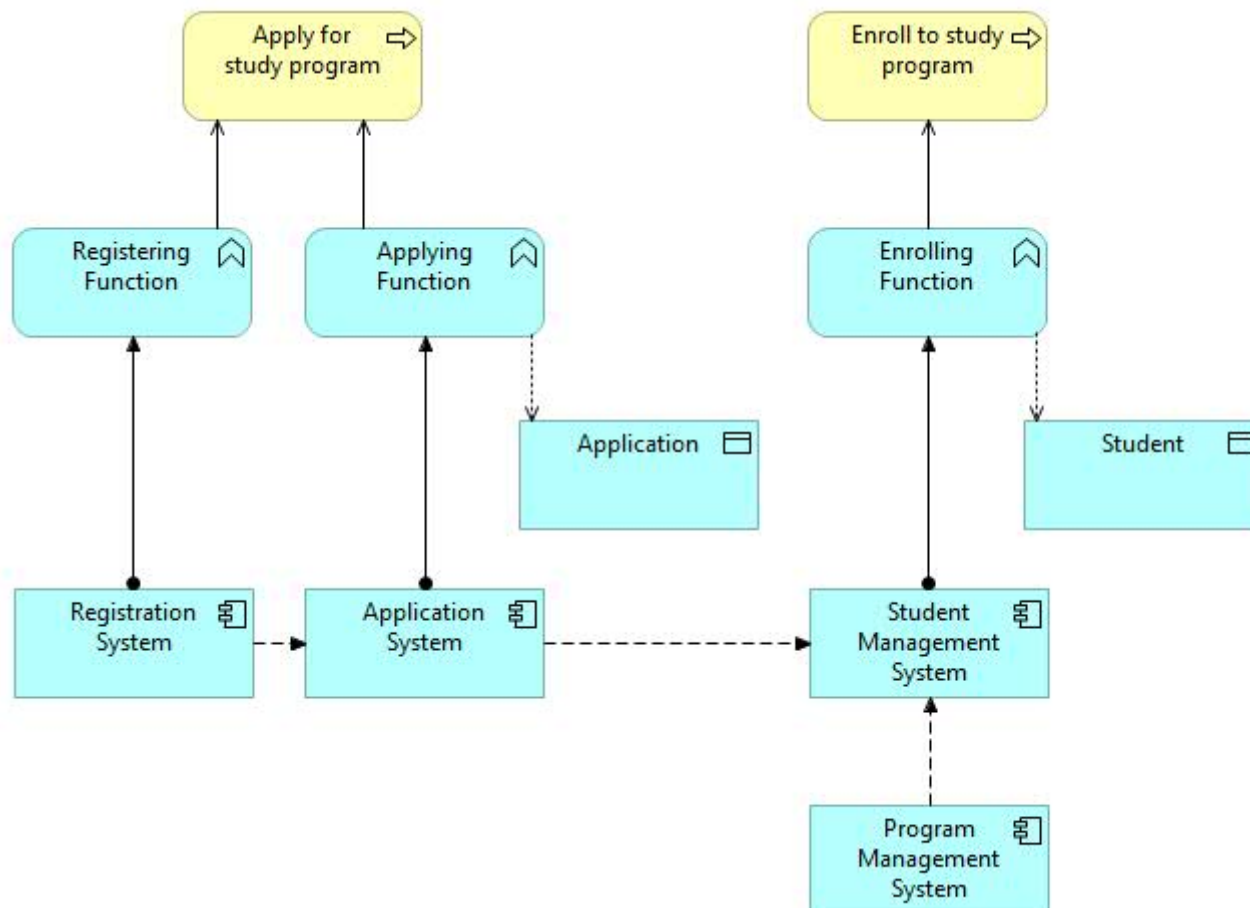 Apply for
study program
Enroll to study
program
Registering
Function
Applying
Function
Enrolling
Function
Application
Student
Registration
System
Application
System
Student
Management
System
Program
Management
System